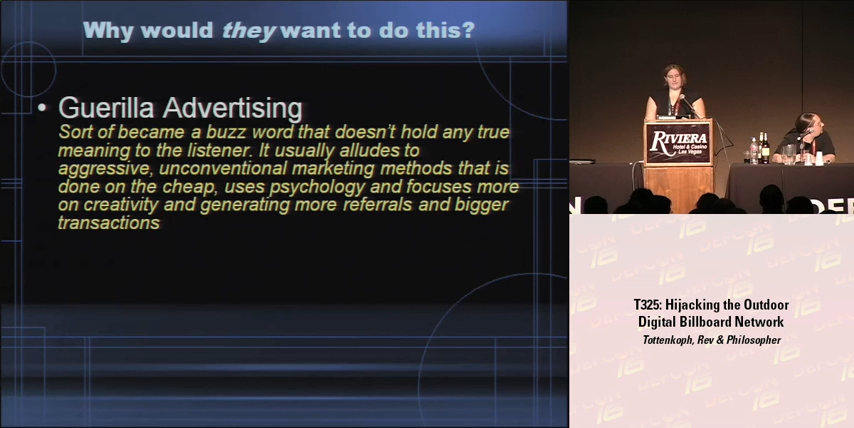 Why would they want to do this?
• Guerilla Advertising
Sort of became a buzz word that doesn't hold any true
meaning to the listener. It usually alludes to
aggressive, unconventional marketing methods that is
done on the cheap, uses psychology and focuses more
on creativity and generating more referrals and bigger
transactions
RIVIERA
Hotel & Casino
Las Vegas
T325: Hijacking the Outdoor
Digital Billboard Network
Tottenkoph, Rev & Philosopher
DEFCON 16